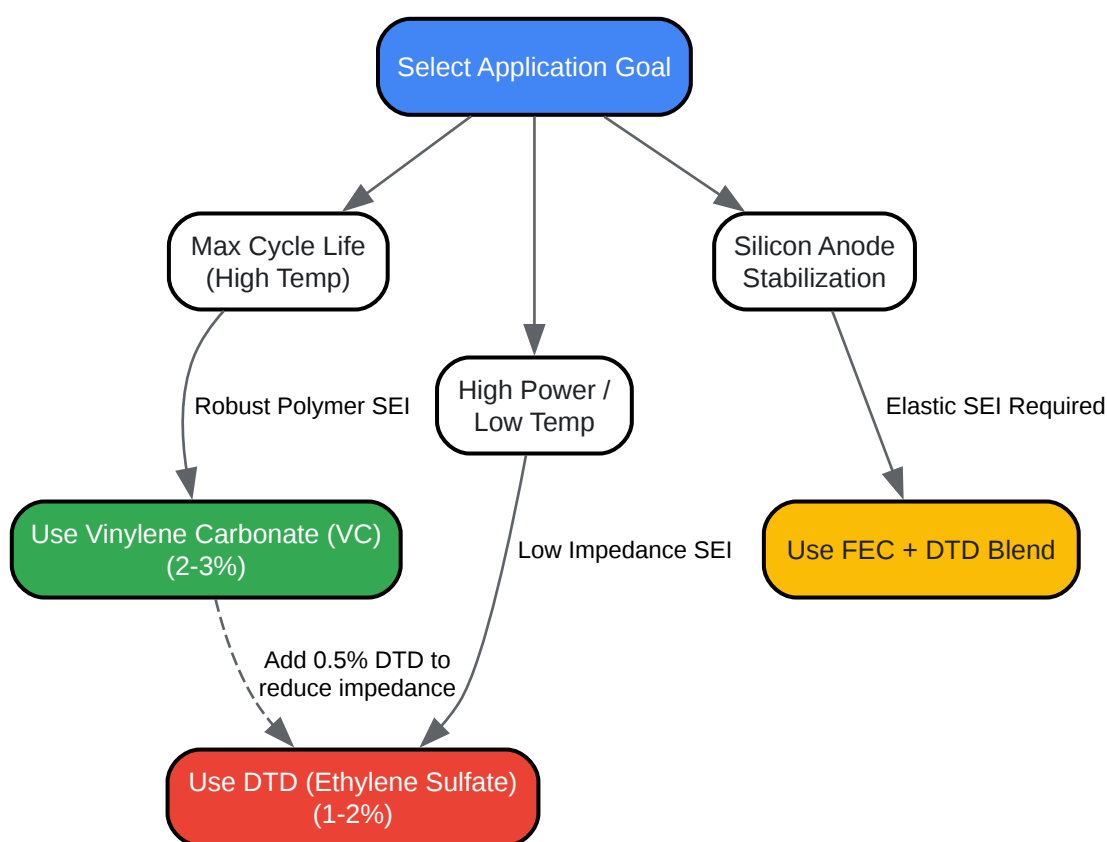 Select Application Goal
Max Cycle Life
(High Temp)
Silicon Anode
Stabilization
High Power /
Low Temp
Robust Polymer SEI
Elastic SEI Required
Use Vinylene Carbonate (VC)
(2-3%)
Low Impedance SEI
Use FEC + DTD Blend
Add 0.5% DTD to
reduce impedance
Use DTD (Ethylene Sulfate)
(1-2%)